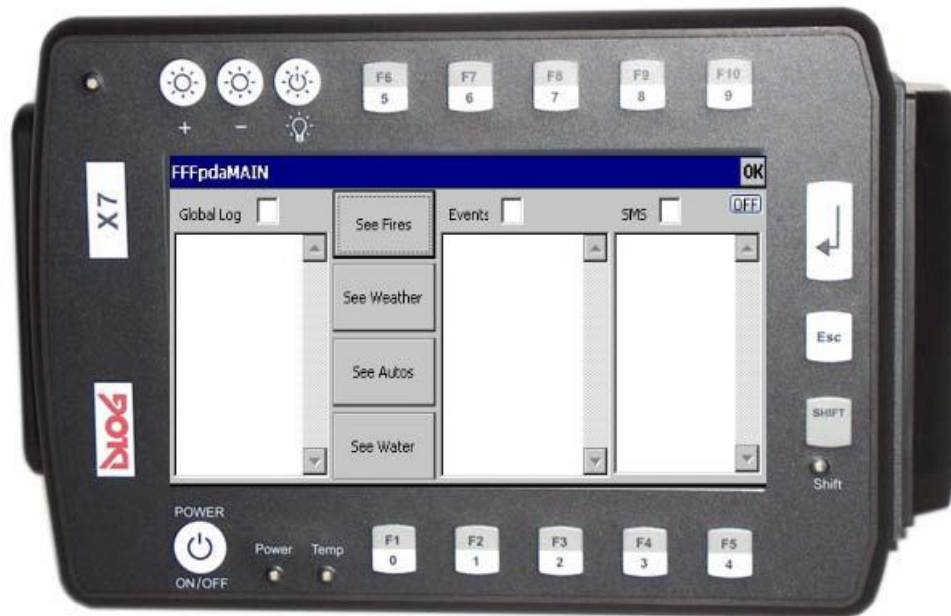 F6 F7 F8 F9 F10
5 6 7 8 9
+ -
X7
FFFpdaMAIN OK
Global Log See Fires Events SMS OFF
See Weather
See Autos
See Water
Esc
SHIFT
Shift
DLOG
POWER
ON/OFF
Power Temp
F1 F2 F3 F4 F5
0 1 2 3 4